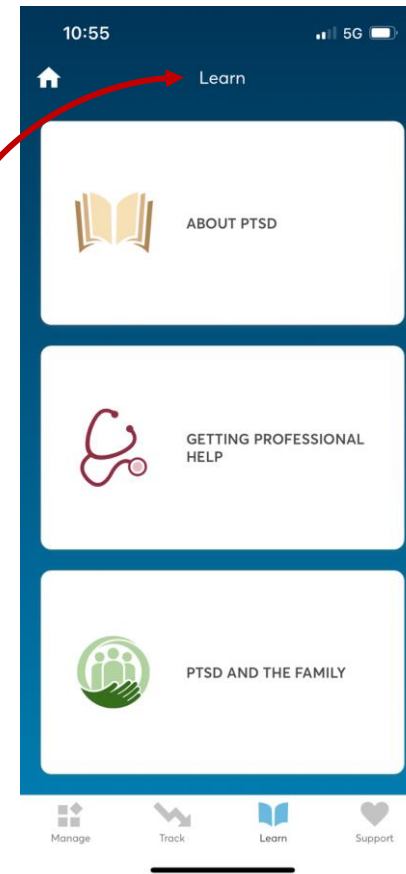 10:55 5G
Learn
ABOUT PTSD
GETTING PROFESSIONAL
HELP
PTSD AND THE FAMILY
Manage Track Learn Support